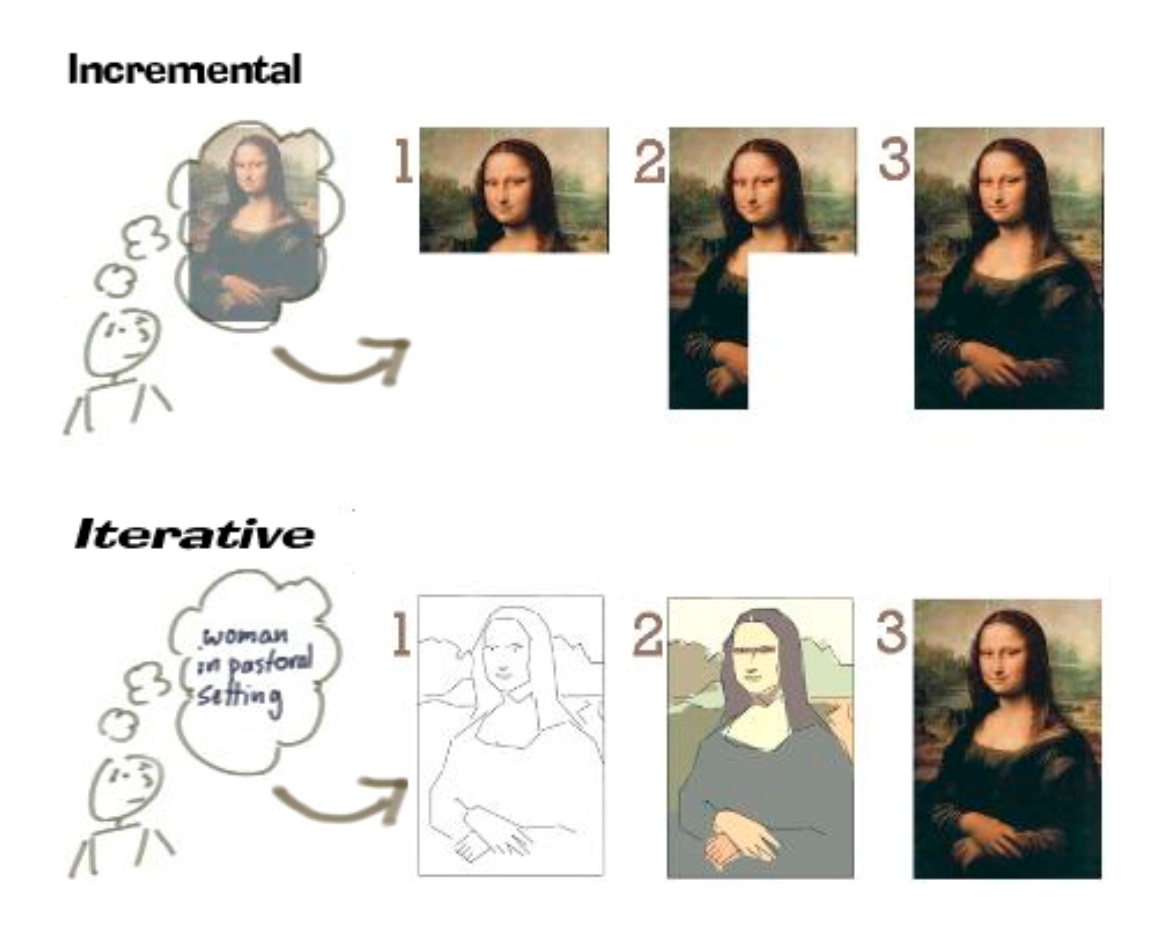 Incremental
1 2 3
Iterative
woman
in pastoral
setting
1 2 3